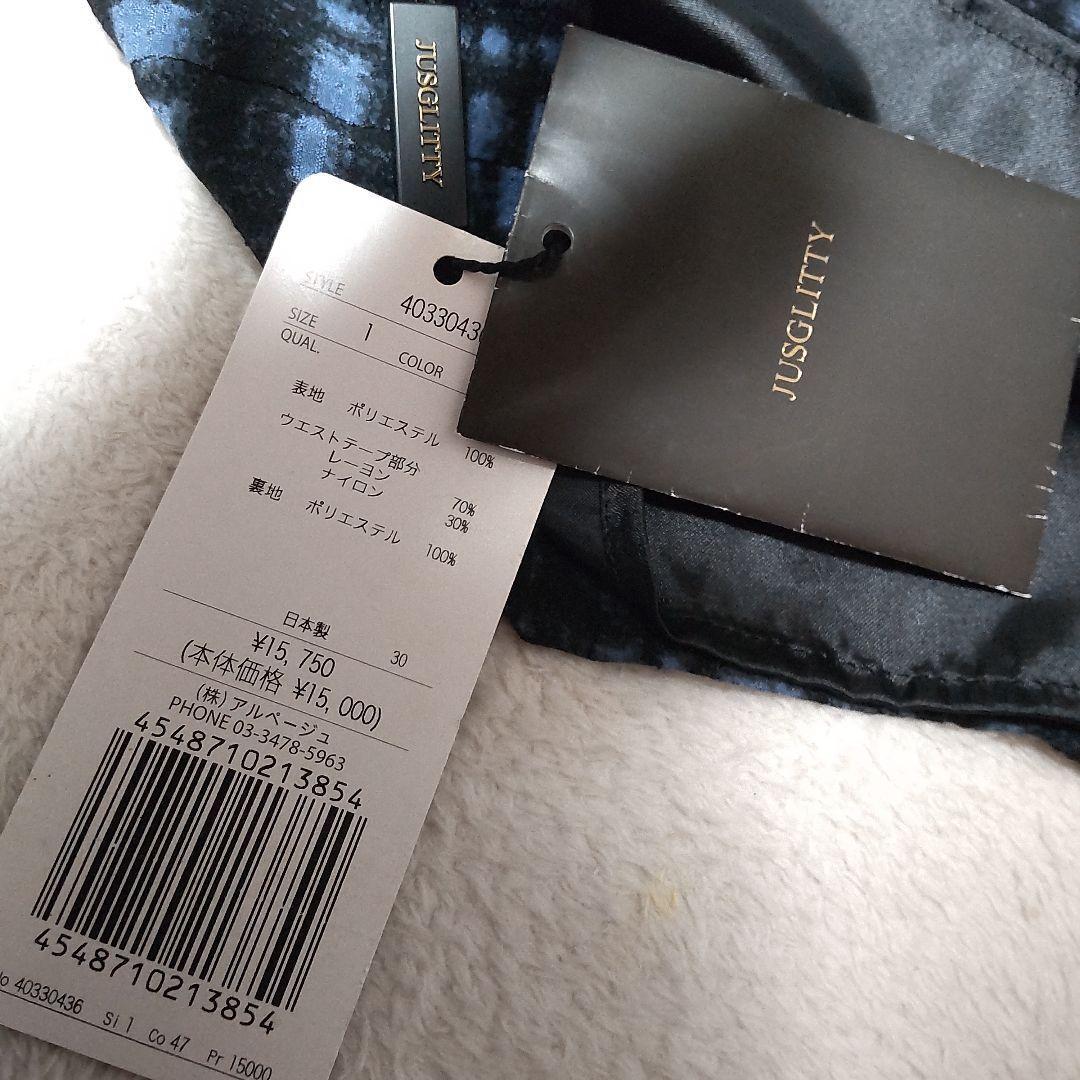 JUSGLITTY
JUSGLITTY
STYLE 4033043
SIZE 1
QUAL. COLOR
表地 ポリエステル 100%
ウエストテープ部分
レーヨン 70%
ナイロン 30%
裏地 ポリエステル 100%
日本製 30
¥15,750
(本体価格 ¥15,000)
(株)アルページュ
PHONE 03-3478-5963
4548710213854
4548710213854
No 40330436 Si 1 Co 47 Pr 15000